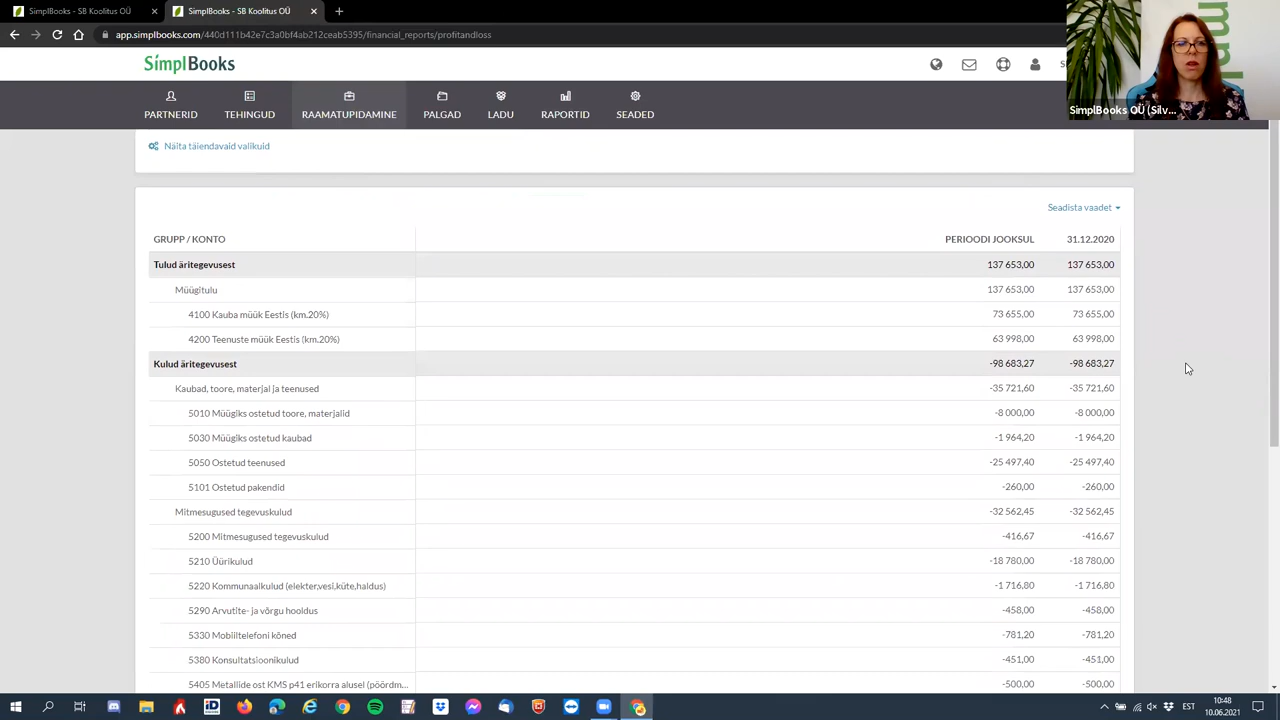 SimplBooks - SB Koolitus OÜ
SimplBooks - SB Koolitus OÜ
app.simplbooks.com/440d111b42e7c3a0bf4ab212ceab5395/financial_reports/profitandloss
SimplBooks
PARTNERID TEHINGUD RAAMATUPIDAMINE PALGAD LADU RAPORTID SEADED
SimplBooks OÜ (Silv...
Näita täiendavaid valikuid
Seadista vaadet
GRUPP / KONTO PERIOODI JOOKSUL 31.12.2020
Tulud äritegevusest 137 653,00 137 653,00
Müügitulu 137 653,00 137 653,00
4100 Kauba müük Eestis (km.20%) 73 655,00 73 655,00
4200 Teenuste müük Eestis (km.20%) 63 998,00 63 998,00
Kulud äritegevusest -98 683,27 -98 683,27
Kaubad, toore, materjal ja teenused -35 721,60 -35 721,60
5010 Müügiks ostetud toore, materjalid -8 000,00 -8 000,00
5030 Müügiks ostetud kaubad -1 964,20 -1 964,20
5050 Ostetud teenused -25 497,40 -25 497,40
5101 Ostetud pakendid -260,00 -260,00
Mitmesugused tegevuskulud -32 562,45 -32 562,45
5200 Mitmesugused tegevuskulud -416,67 -416,67
5210 Üürikulud -18 780,00 -18 780,00
5220 Kommunaalkulud (elekter,vesi,küte,haldus) -1 716,80 -1 716,80
5290 Arvutite- ja võrgu hooldus -458,00 -458,00
5330 Mobiiltelefoni kõned -781,20 -781,20
5380 Konsultatsioonikulud -451,00 -451,00
5405 Metallide ost KMS p41 erikorra alusel (pöördm... -500,00 -500,00
EST
10:48
10.06.2021